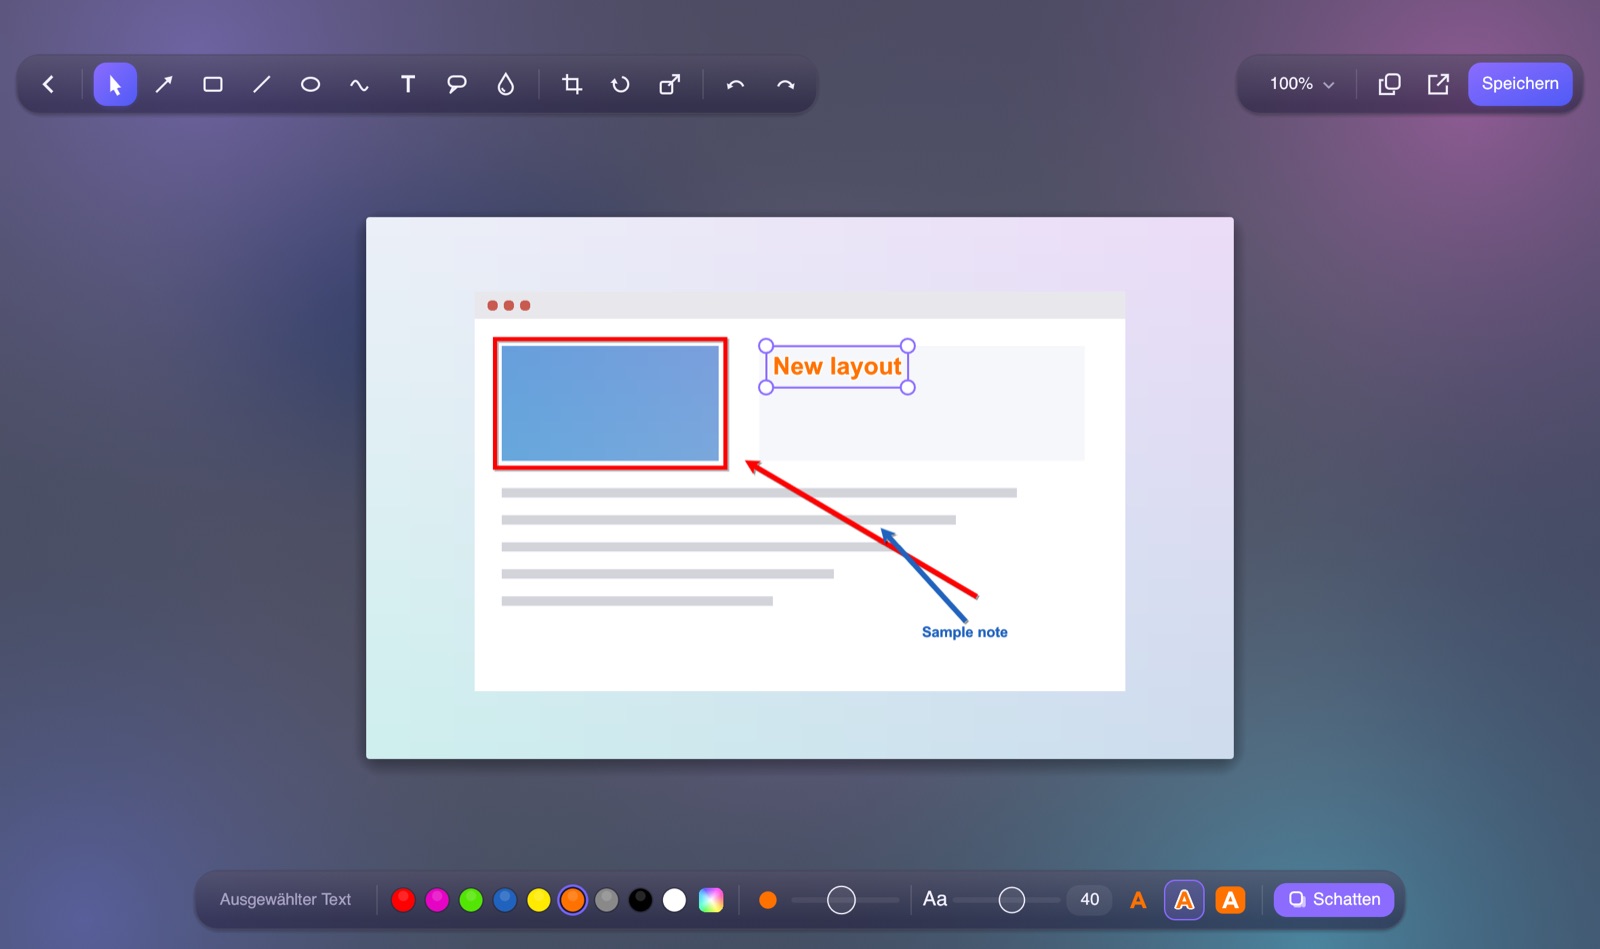 T
100%
Speichern
New layout
Sample note
Ausgewählter Text
Aa
40
A
A
A
Schatten